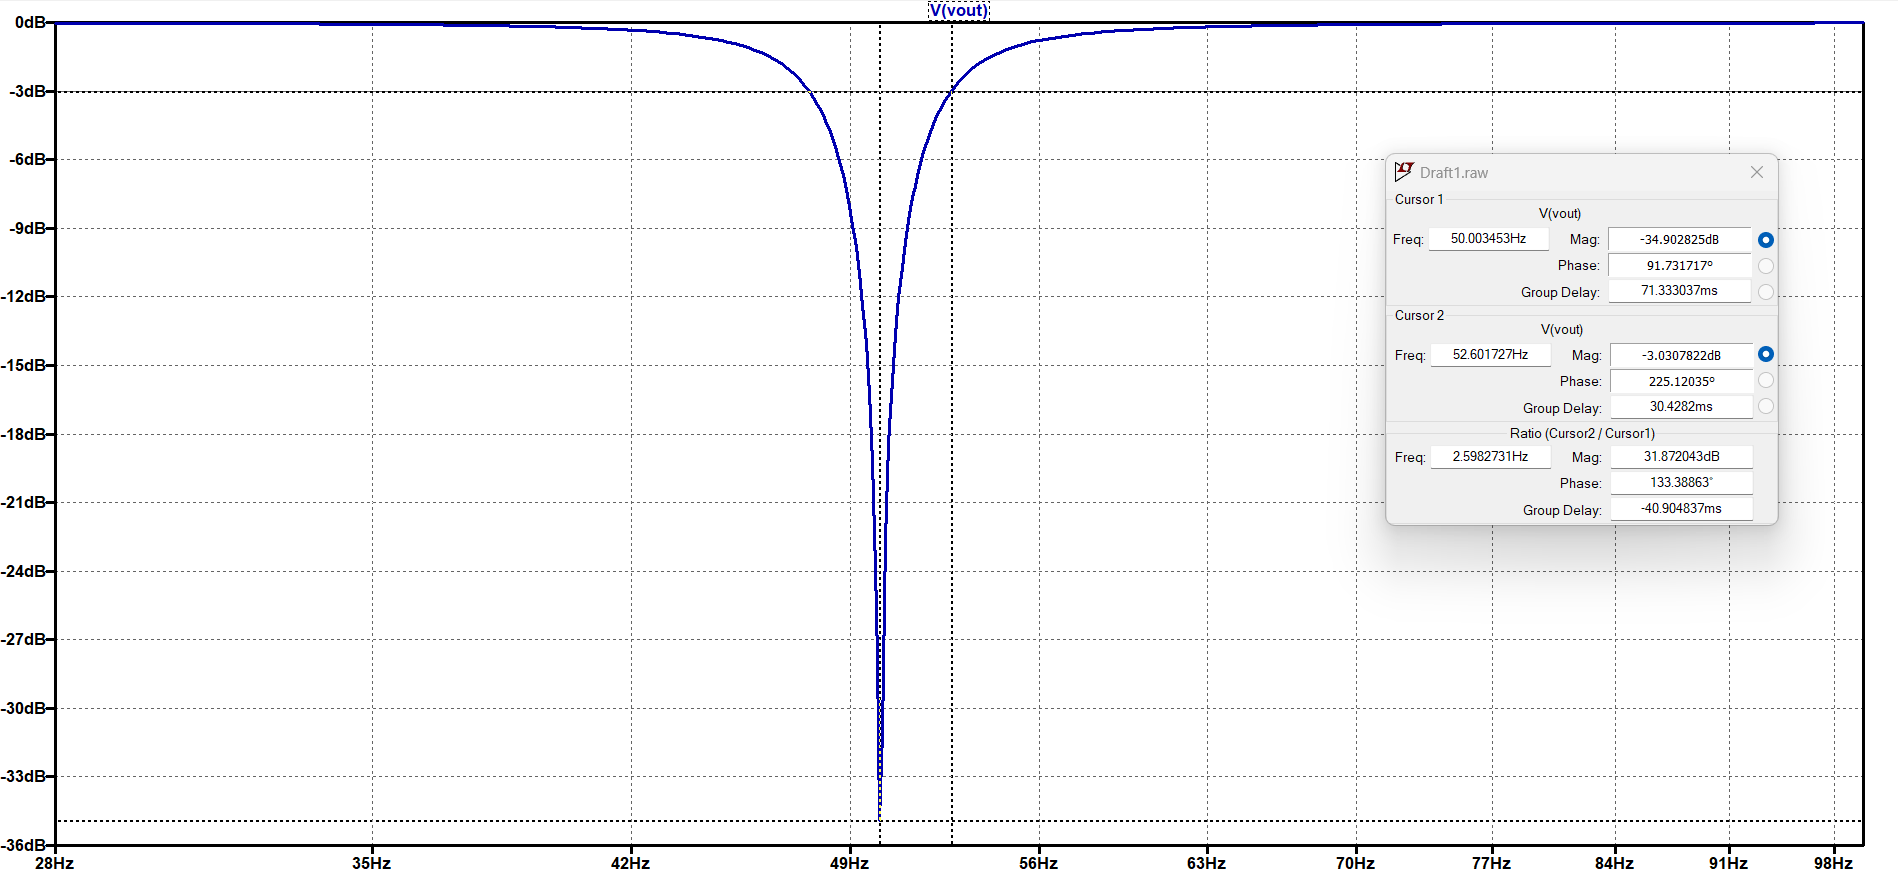 V(vout)
0dB
-3dB
-6dB
-9dB
-12dB
-15dB
-18dB
-21dB
-24dB
-27dB
-30dB
-33dB
-36dB
28Hz 35Hz 42Hz 49Hz 56Hz 63Hz 70Hz 77Hz 84Hz 91Hz 98Hz
Draft1.raw
Cursor 1
V(vout)
Freq: 50.003453Hz Mag: -34.902825dB
Phase: 91.731717°
Group Delay: 71.333037ms
Cursor 2
V(vout)
Freq: 52.601727Hz Mag: -3.0307822dB
Phase: 225.12035°
Group Delay: 30.4282ms
Ratio (Cursor2 / Cursor1)
Freq: 2.5982731Hz Mag: 31.872043dB
Phase: 133.38863°
Group Delay: -40.904837ms